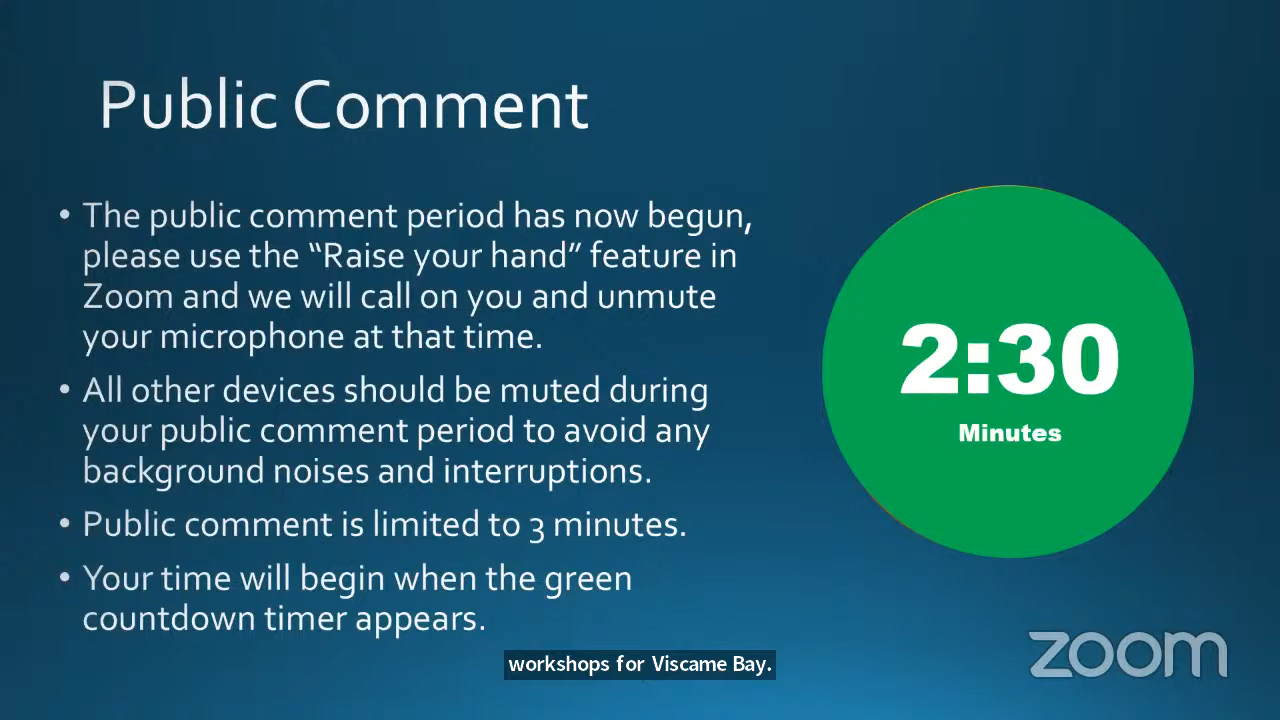 Public Comment
• The public comment period has now begun,
please use the “Raise your hand” feature in
Zoom and we will call on you and unmute
your microphone at that time.
• All other devices should be muted during
your public comment period to avoid any
background noises and interruptions.
• Public comment is limited to 3 minutes.
• Your time will begin when the green
countdown timer appears.
2:30
Minutes
workshops for Viscame Bay.
zoom